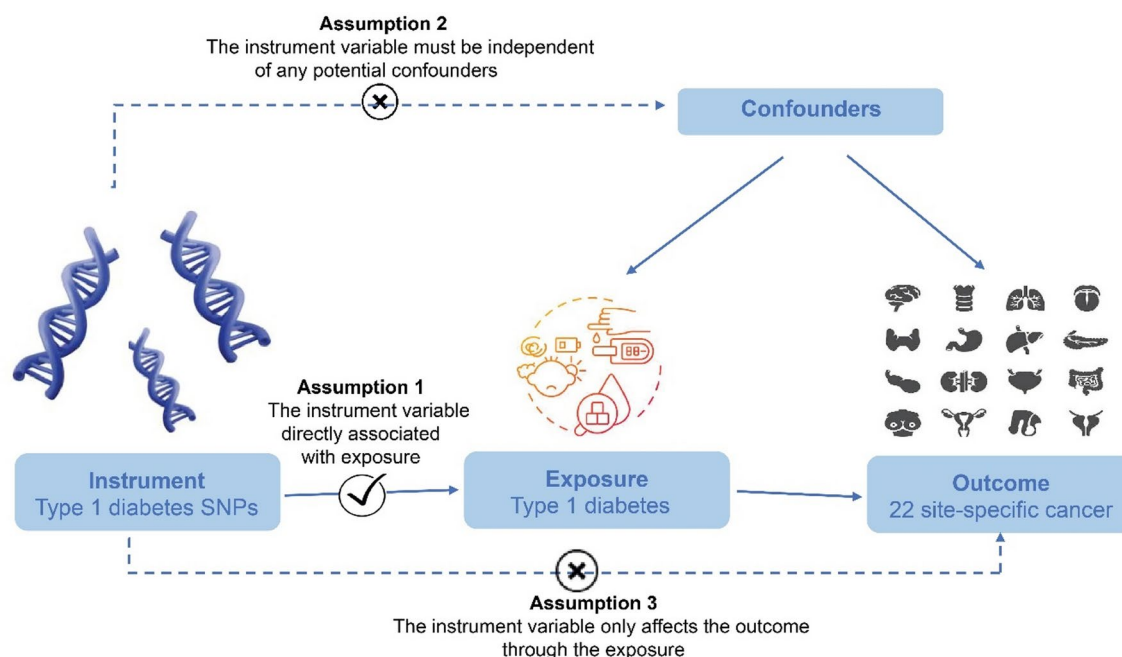 Assumption 2
The instrument variable must be independent
of any potential confounders
Confounders
Assumption 1
The instrument variable
directly associated
with exposure
Instrument
Type 1 diabetes SNPs
Exposure
Type 1 diabetes
Outcome
22 site-specific cancer
Assumption 3
The instrument variable only affects the outcome
through the exposure